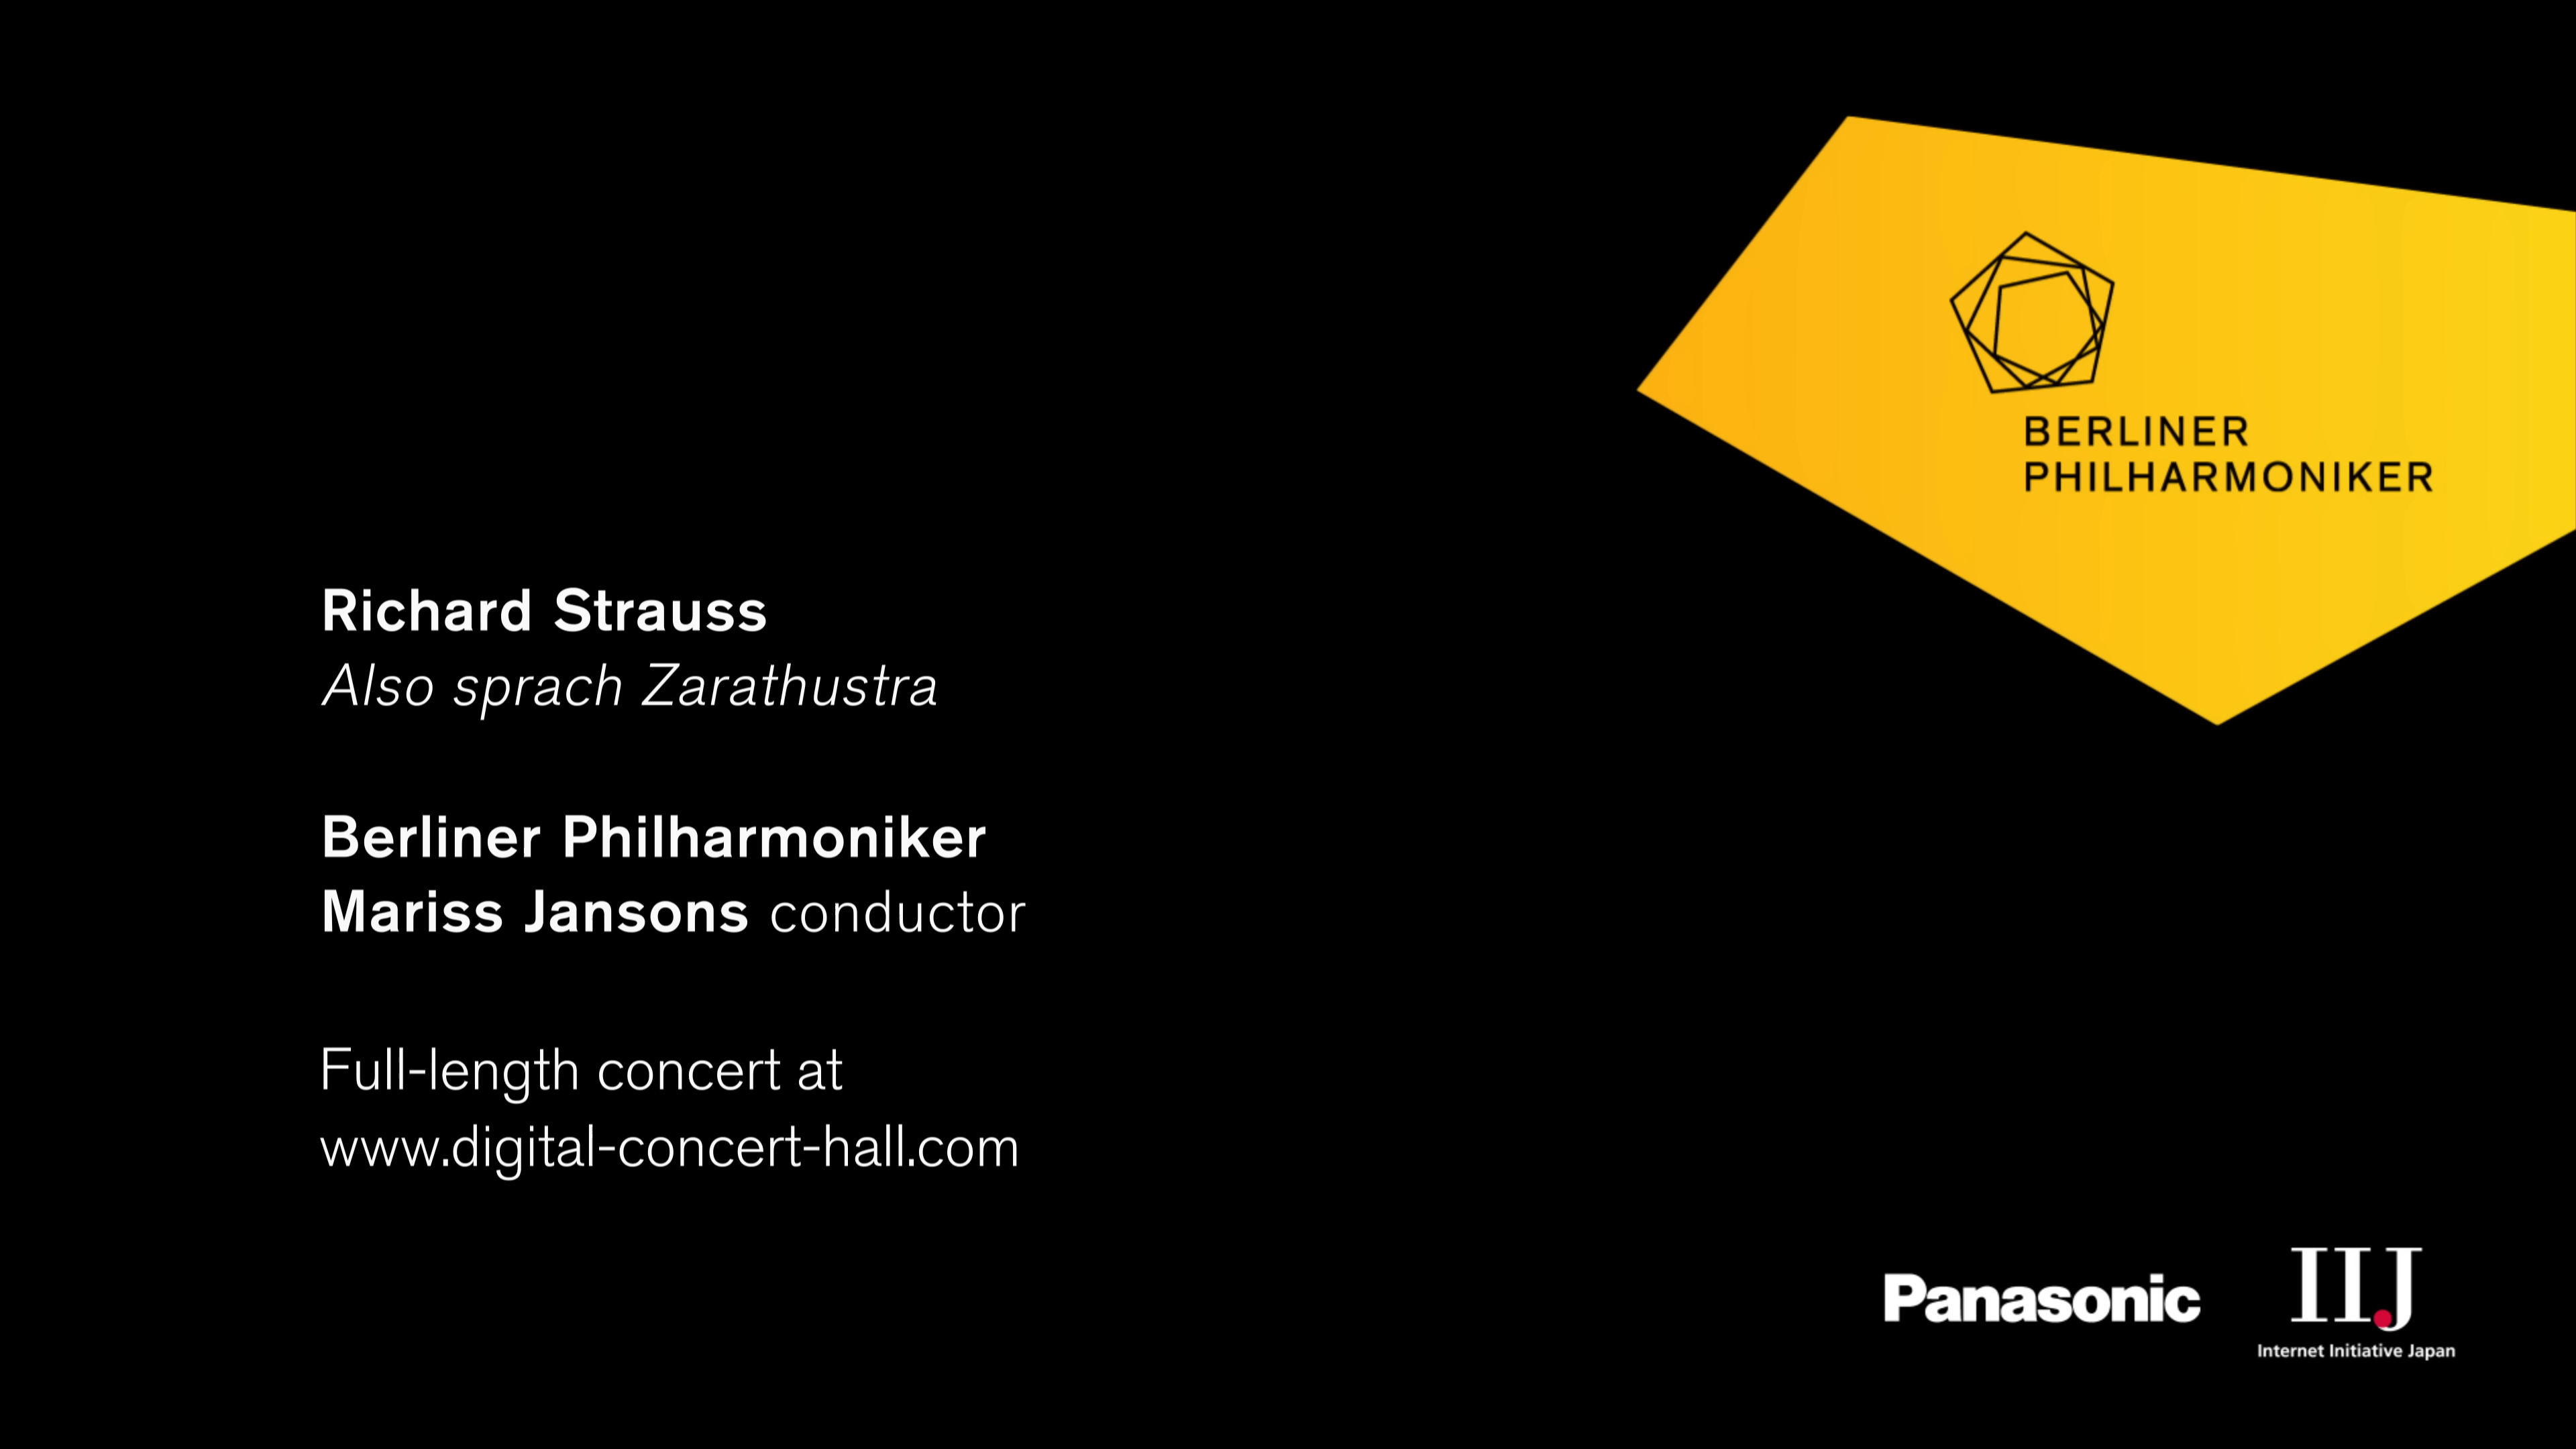 BERLINER
PHILHARMONIKER
Richard Strauss
Also sprach Zarathustra
Berliner Philharmoniker
Mariss Jansons conductor
Full-length concert at
www.digital-concert-hall.com
Panasonic
IIJ
Internet Initiative Japan